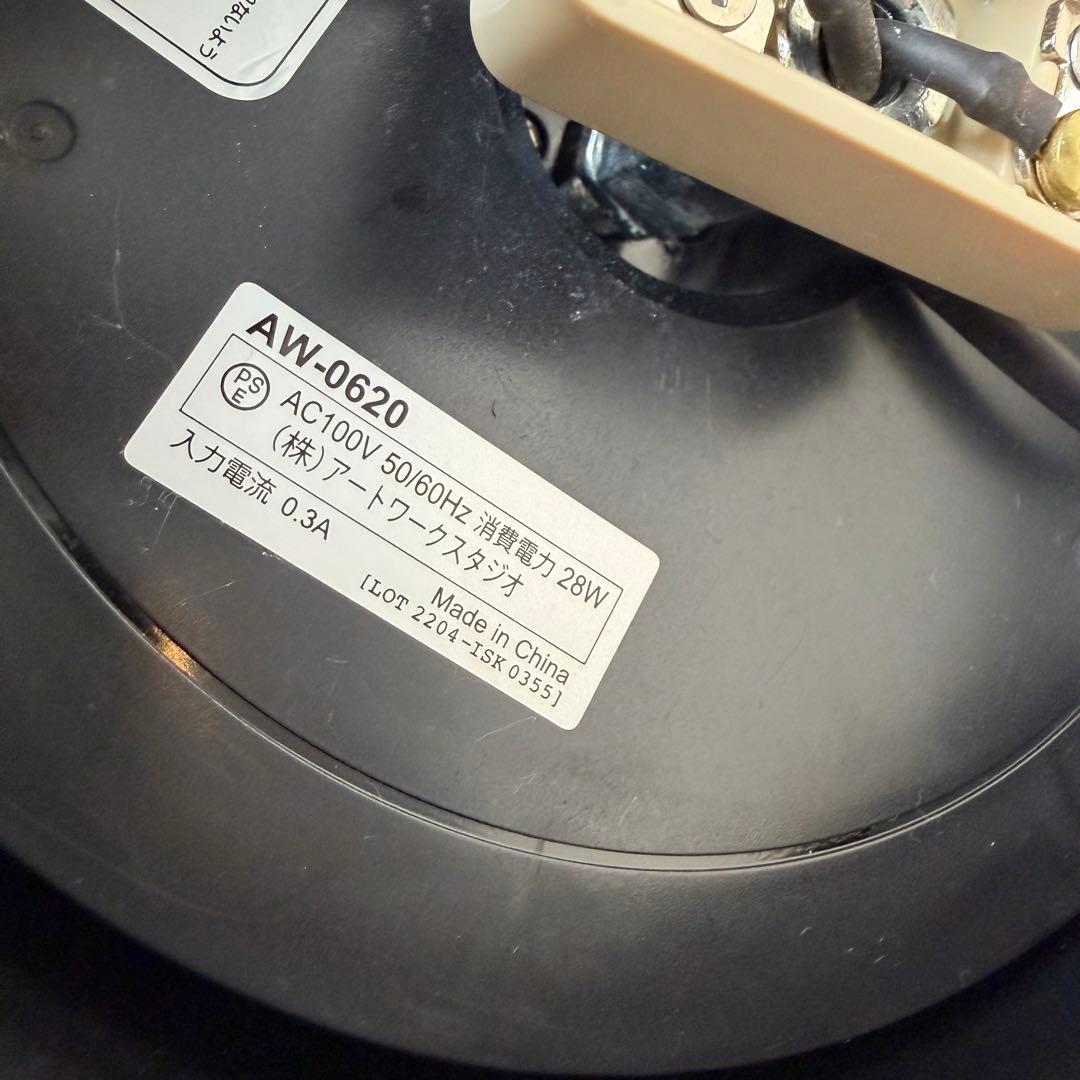 AW-0620
PSE
AC100V 50/60Hz 消費電力 28W
(株)アートワークスタジオ
入力電流 0.3A
Made in China
[LOT 2204-ISK 0355]